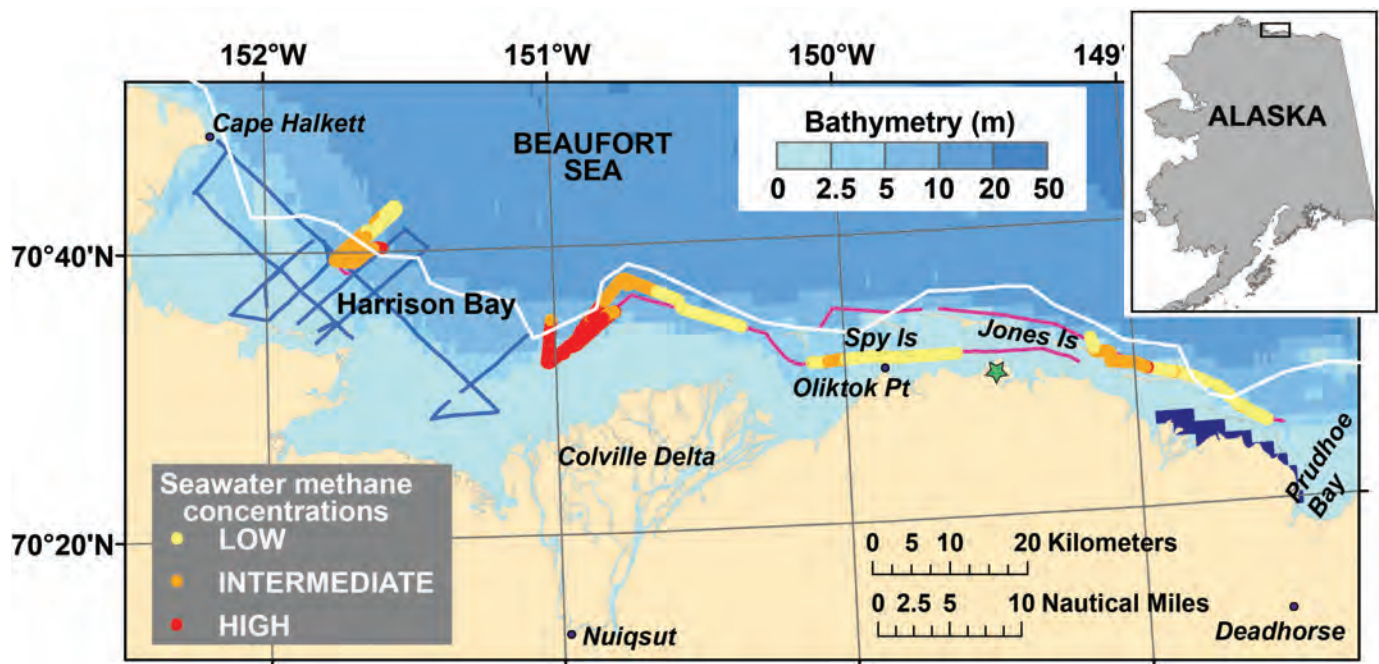 152°W 151°W 150°W 149°
ALASKA
Cape Halkett
BEAUFORT
SEA
Bathymetry (m)
0 2.5 5 10 20 50
70°40'N
Harrison Bay
Spy Is
Jones Is
Oliktok Pt
Colville Delta
Prudhoe
Bay
Seawater methane
concentrations
LOW
INTERMEDIATE
HIGH
70°20'N
0 5 10 20 Kilometers
0 2.5 5 10 Nautical Miles
Nuiqsut
Deadhorse